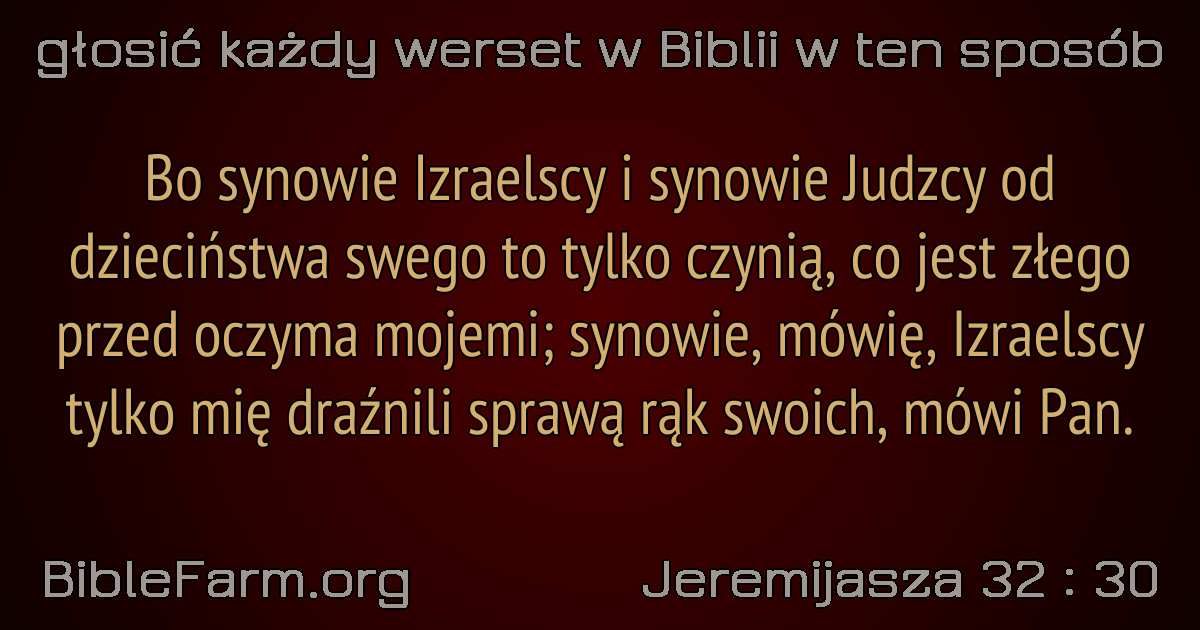 głosić każdy werset w Biblii w ten sposób
Bo synowie Izraelscy i synowie Judzcy od
dzieciństwa swego to tylko czynią, co jest złego
przed oczyma mojemi; synowie, mówię, Izraelscy
tylko mię draźnili sprawą rąk swoich, mówi Pan.
BibleFarm.org
Jeremijasza 32 : 30